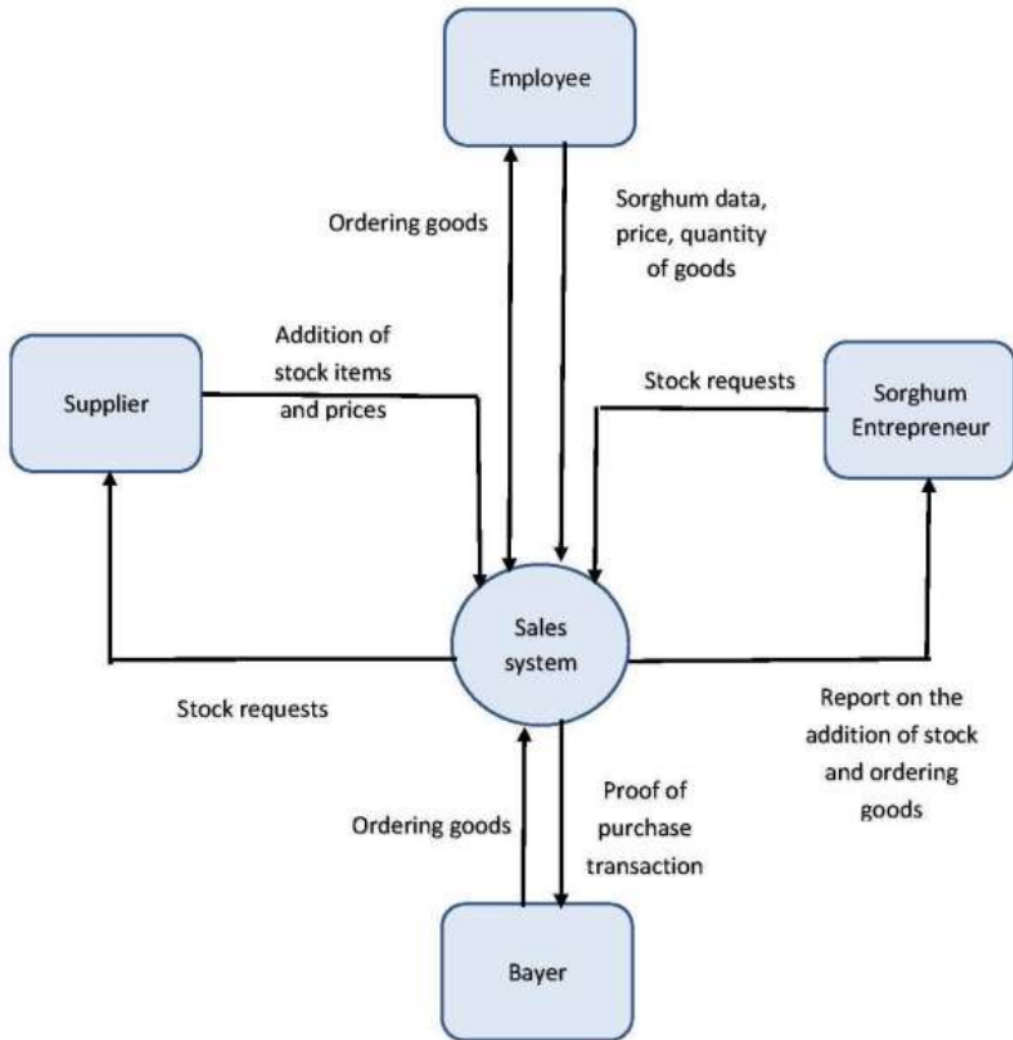 Employee
Ordering goods
Sorghum data,
price, quantity
of goods
Addition of
stock items
and prices
Supplier
Stock requests
Sorghum
Entrepreneur
Sales
system
Stock requests
Report on the
addition of stock
and ordering
goods
Ordering goods
Proof of
purchase
transaction
Bayer